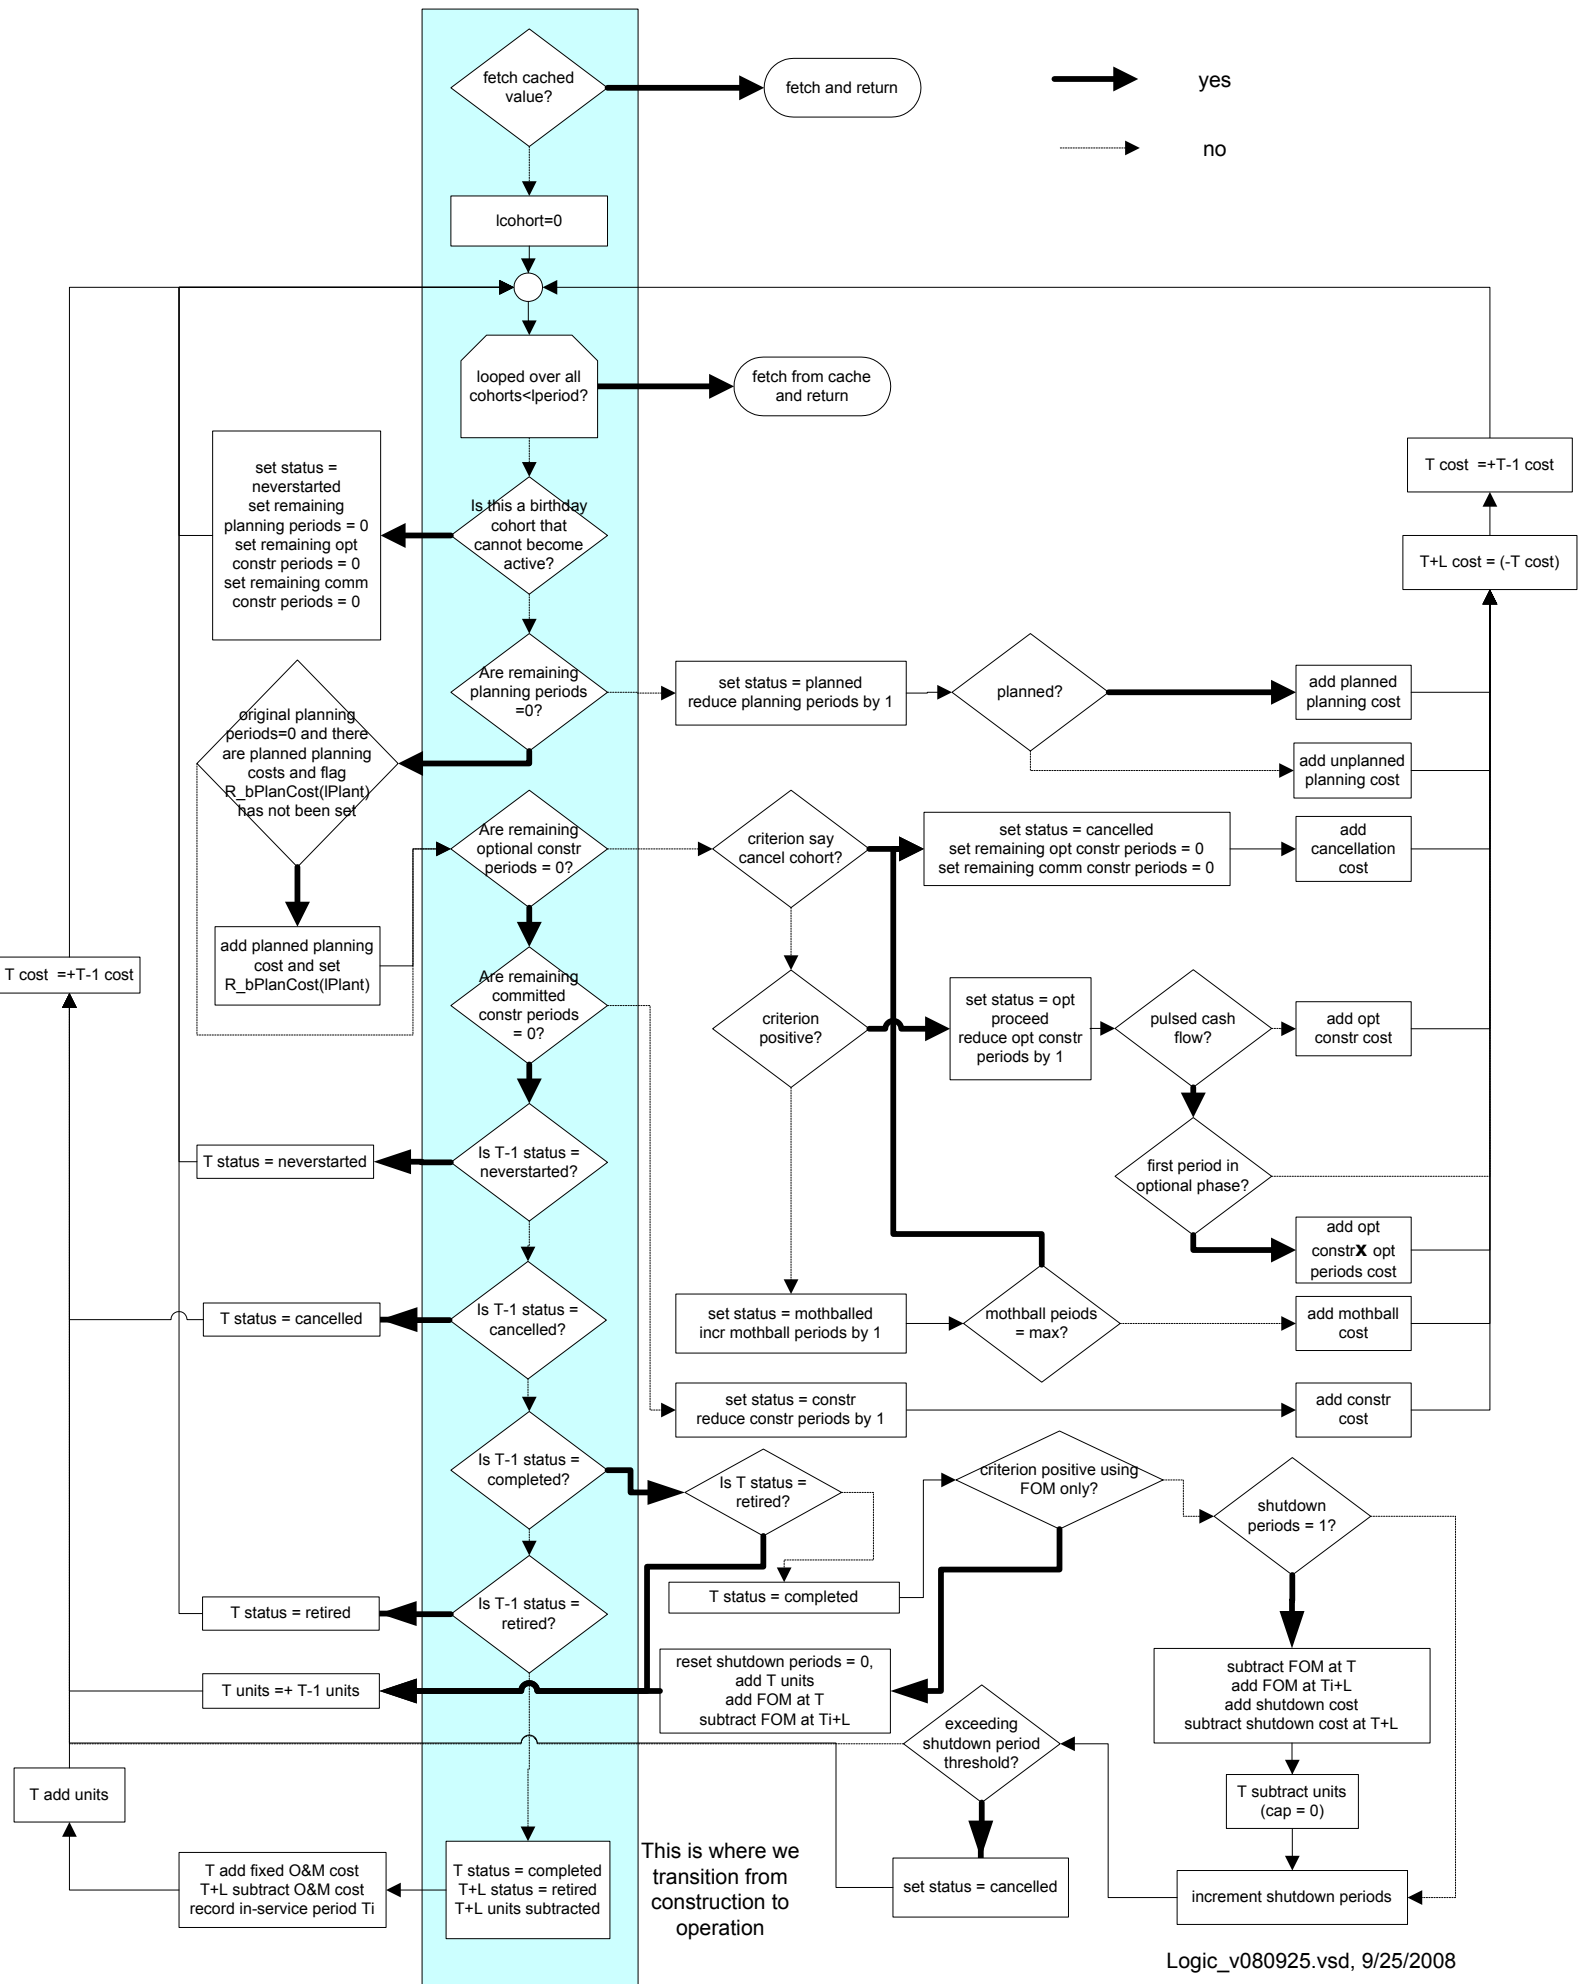 fetch cached
value?
fetch and return
yes
no
lcohort=0
looped over all
cohorts<lperiod?
fetch from cache
and return
set status =
neverstarted
set remaining
planning periods = 0
set remaining opt
constr periods = 0
set remaining comm
constr periods = 0
Is this a birthday
cohort that
cannot become
active?
T cost =+T-1 cost
T+L cost = (-T cost)
Are remaining
planning periods
=0?
set status = planned
reduce planning periods by 1
planned?
add planned
planning cost
original planning
periods=0 and there
are planned planning
costs and flag
R_bPlanCost(lPlant)
has not been set
add unplanned
planning cost
Are remaining
optional constr
periods = 0?
criterion say
cancel cohort?
set status = cancelled
set remaining opt constr periods = 0
set remaining comm constr periods = 0
add
cancellation
cost
add planned planning
cost and set
R_bPlanCost(lPlant)
T cost =+T-1 cost
Are remaining
committed
constr periods
= 0?
criterion
positive?
set status = opt
proceed
reduce opt constr
periods by 1
pulsed cash
flow?
add opt
constr cost
T status = neverstarted
Is T-1 status =
neverstarted?
first period in
optional phase?
add opt
constrX opt
periods cost
T status = cancelled
Is T-1 status =
cancelled?
set status = mothballed
incr mothball periods by 1
mothball peiods
= max?
add mothball
cost
set status = constr
reduce constr periods by 1
add constr
cost
Is T-1 status =
completed?
Is T status =
retired?
criterion positive using
FOM only?
shutdown
periods = 1?
T status = completed
T status = retired
Is T-1 status =
retired?
T units =+ T-1 units
reset shutdown periods = 0,
add T units
add FOM at T
subtract FOM at Ti+L
subtract FOM at T
add FOM at Ti+L
add shutdown cost
subtract shutdown cost at T+L
exceeding
shutdown period
threshold?
T add units
T subtract units
(cap = 0)
T add fixed O&M cost
T+L subtract O&M cost
record in-service period Ti
T status = completed
T+L status = retired
T+L units subtracted
This is where we
transition from
construction to
operation
set status = cancelled
increment shutdown periods
Logic_v080925.vsd, 9/25/2008